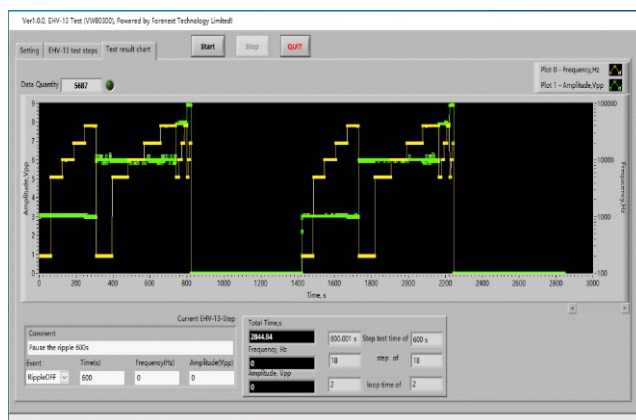 Ver1.0.0, EHV-13 Test (VW80300), Powered by Forenext Technology Limited!
Setting EHV-13 test steps Test result chart
Start Stop QUIT
Plot 0 - Frequency,Hz
Plot 1 - Amplitude,Vpp
Data Quantity 5687
Amplitude,Vpp
9
8
7
6
5
4
3
2
1
0
100000
10000
1000
100
Frequcency,Hz
0 200 400 600 800 1000 1200 1400 1600 1800 2000 2200 2400 2600 2800 3000
Time, s
Current EHV-13-Step
Comment
Pause the ripple 600s
Event Time(s) Frequency(Hz) Amplitude(Vpp)
RippleOFF 600 0 0
Total Time,s
2844.64
Frequency, Hz
0
Amplitude, Vpp
0
600.001 s Step test time of 600 s
18 step of 18
2 loop time of 2